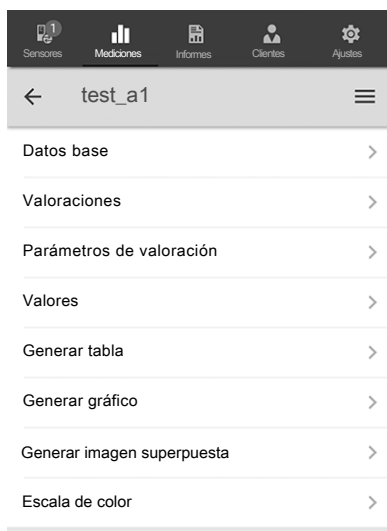 1
Sensores Mediciones Informes Clientes Ajustes
test_a1
Datos base
Valoraciones
Parámetros de valoración
Valores
Generar tabla
Generar gráfico
Generar imagen superpuesta
Escala de color